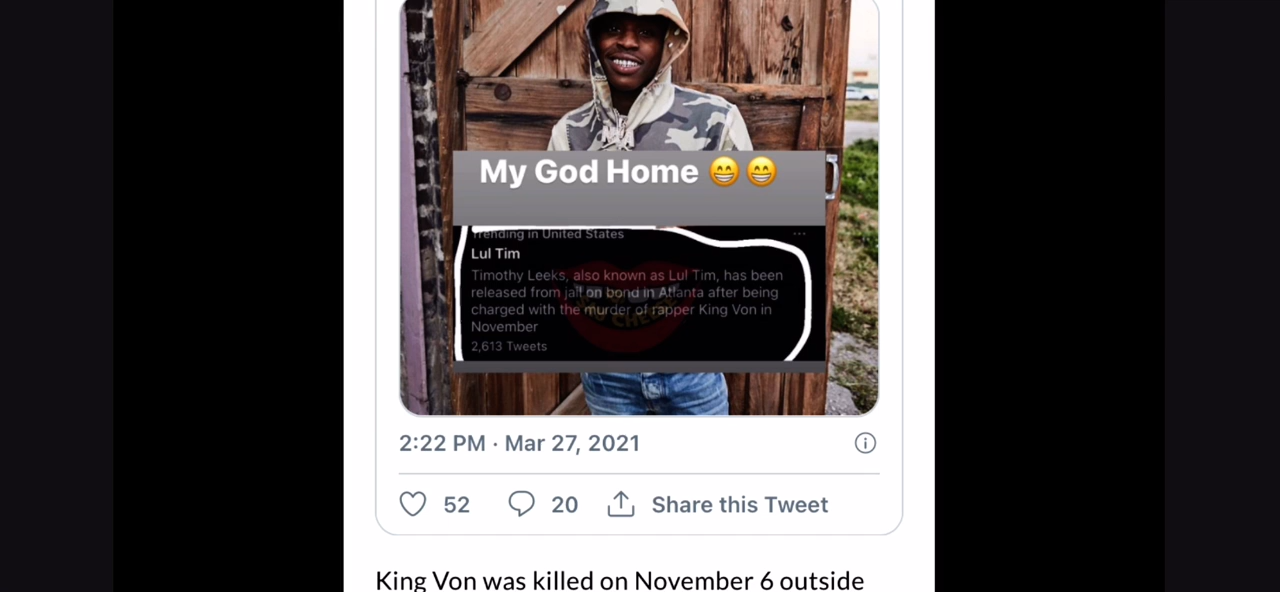 My God Home 😁😁
Trending in United States
Lul Tim
Timothy Leeks, also known as Lul Tim, has been
released from jail on bond in Atlanta after being
charged with the murder of rapper King Von in
November
2,613 Tweets
NO
CHEESE
2:22 PM · Mar 27, 2021
52
20
Share this Tweet
King Von was killed on November 6 outside